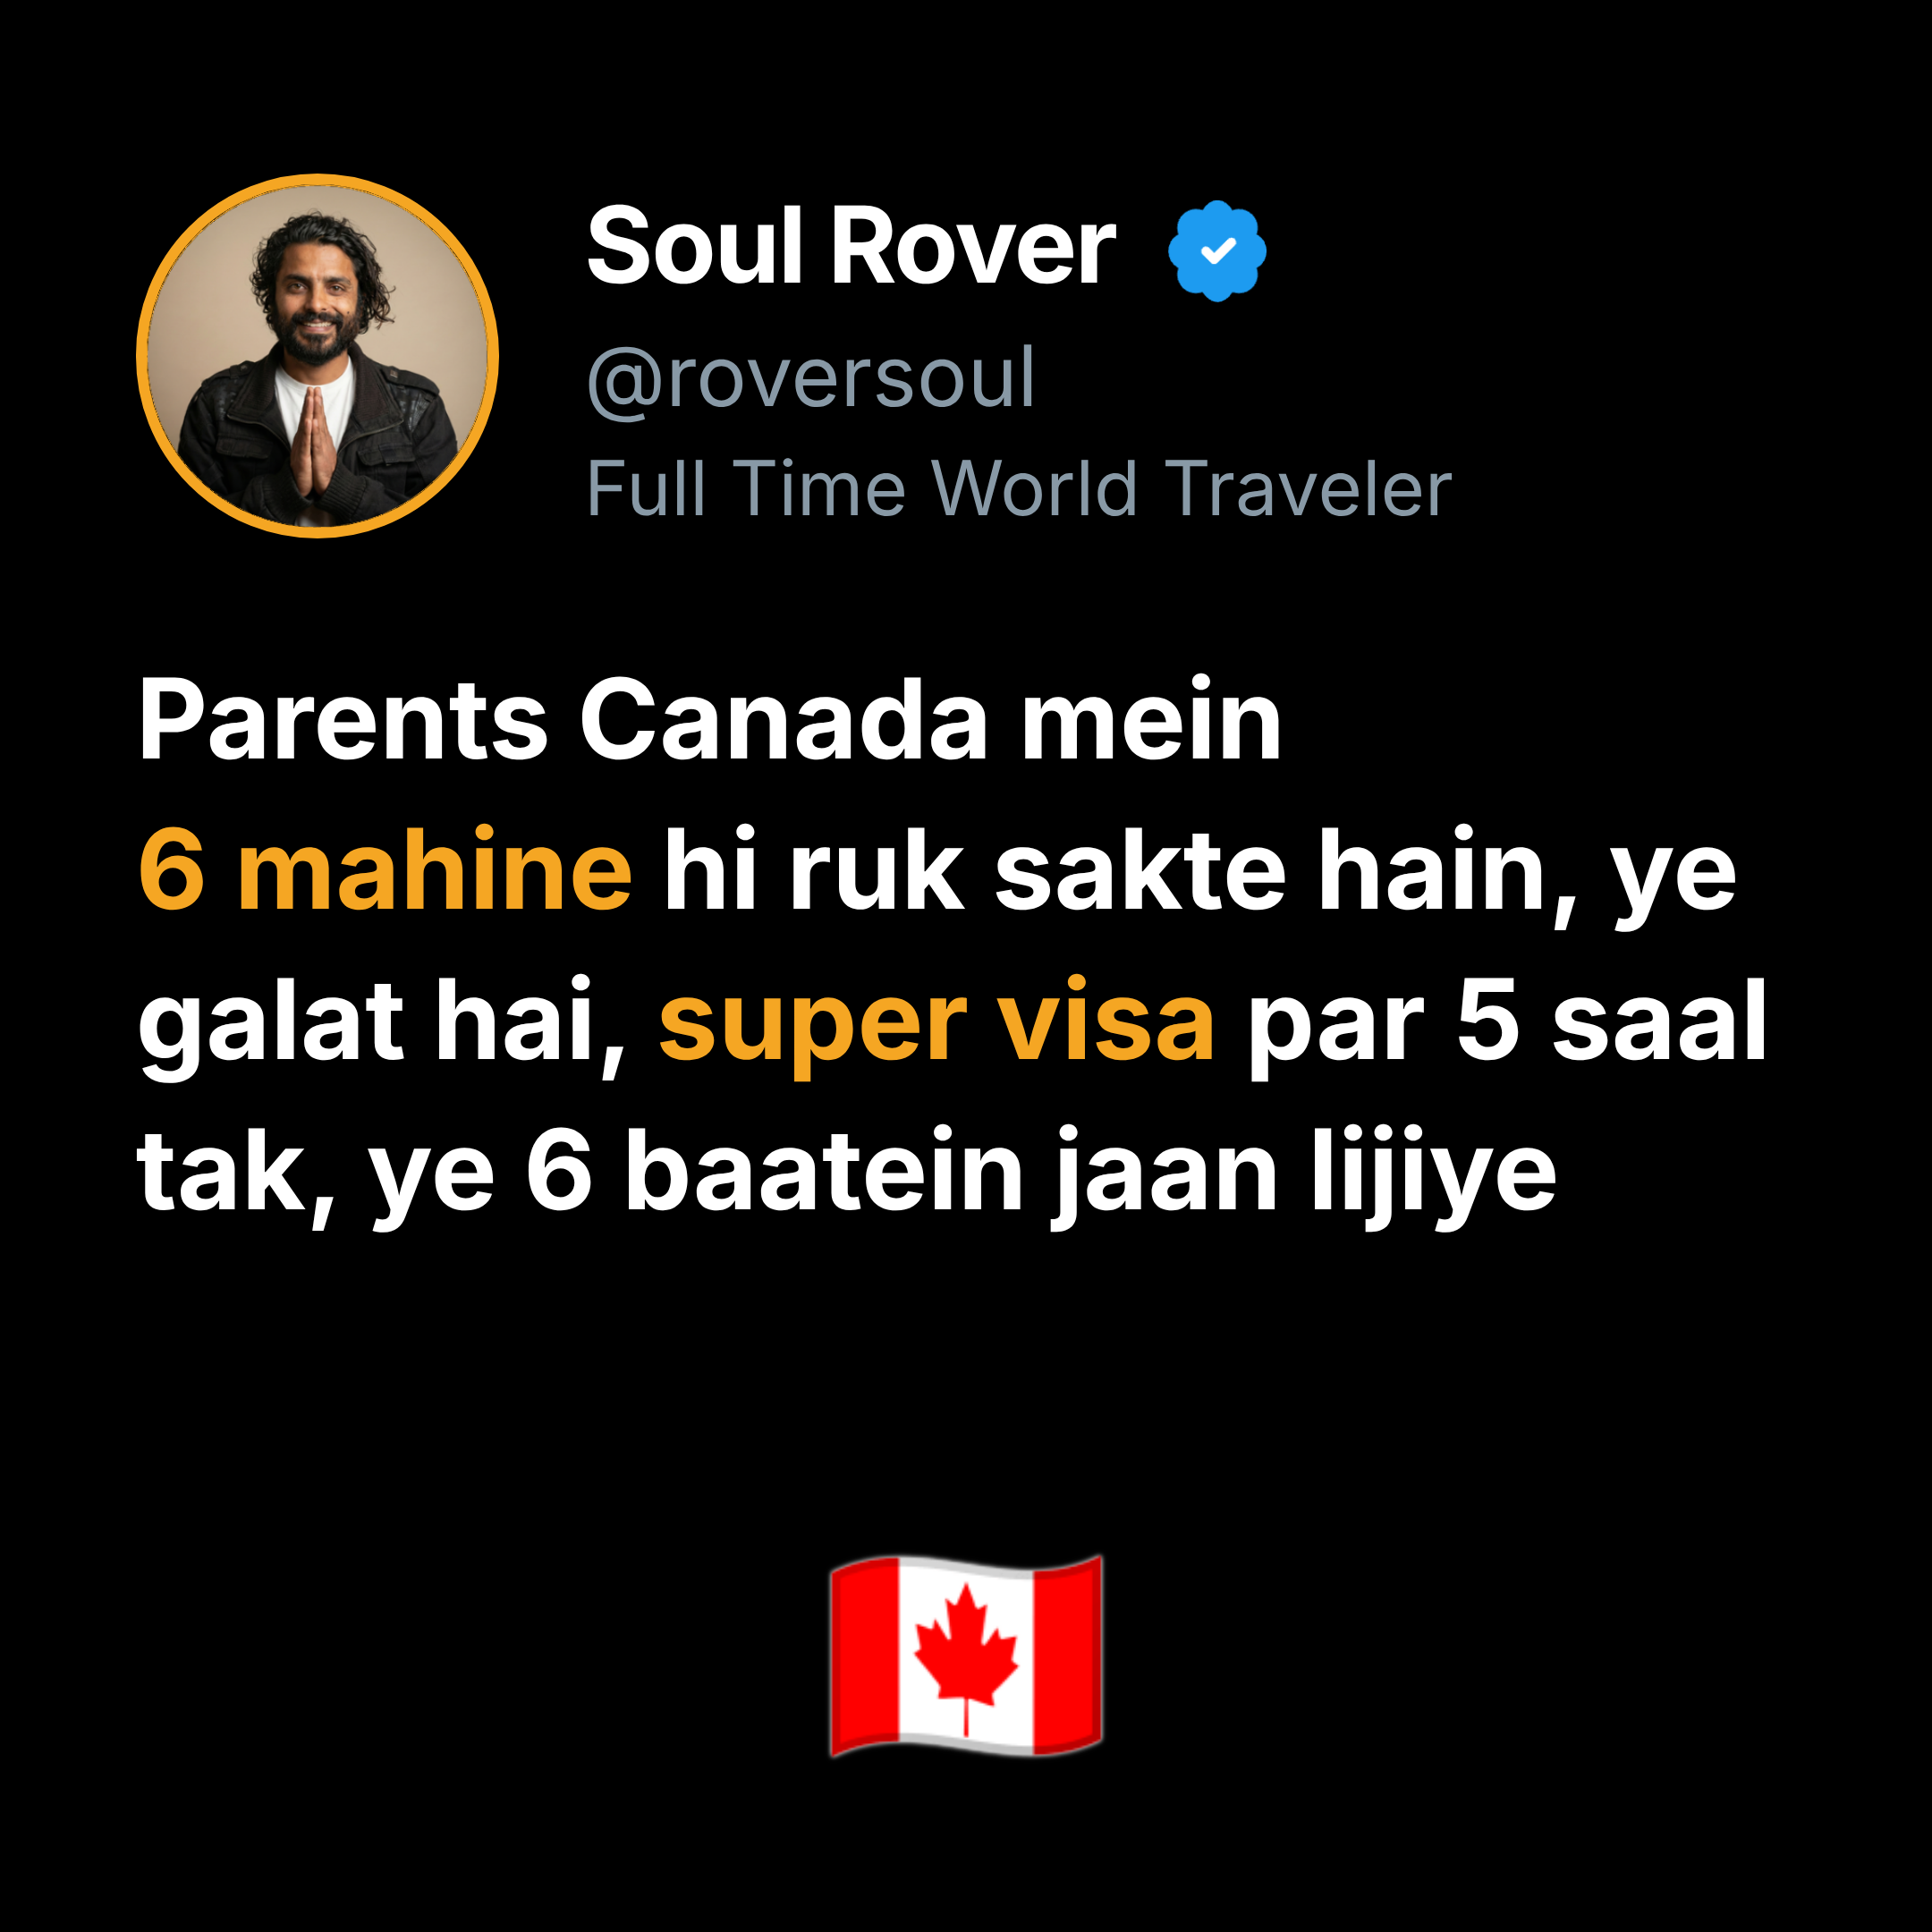 Soul Rover
@roversoul
Full Time World Traveler
Parents Canada mein
6 mahine hi ruk sakte hain, ye
galat hai, super visa par 5 saal
tak, ye 6 baatein jaan lijiye